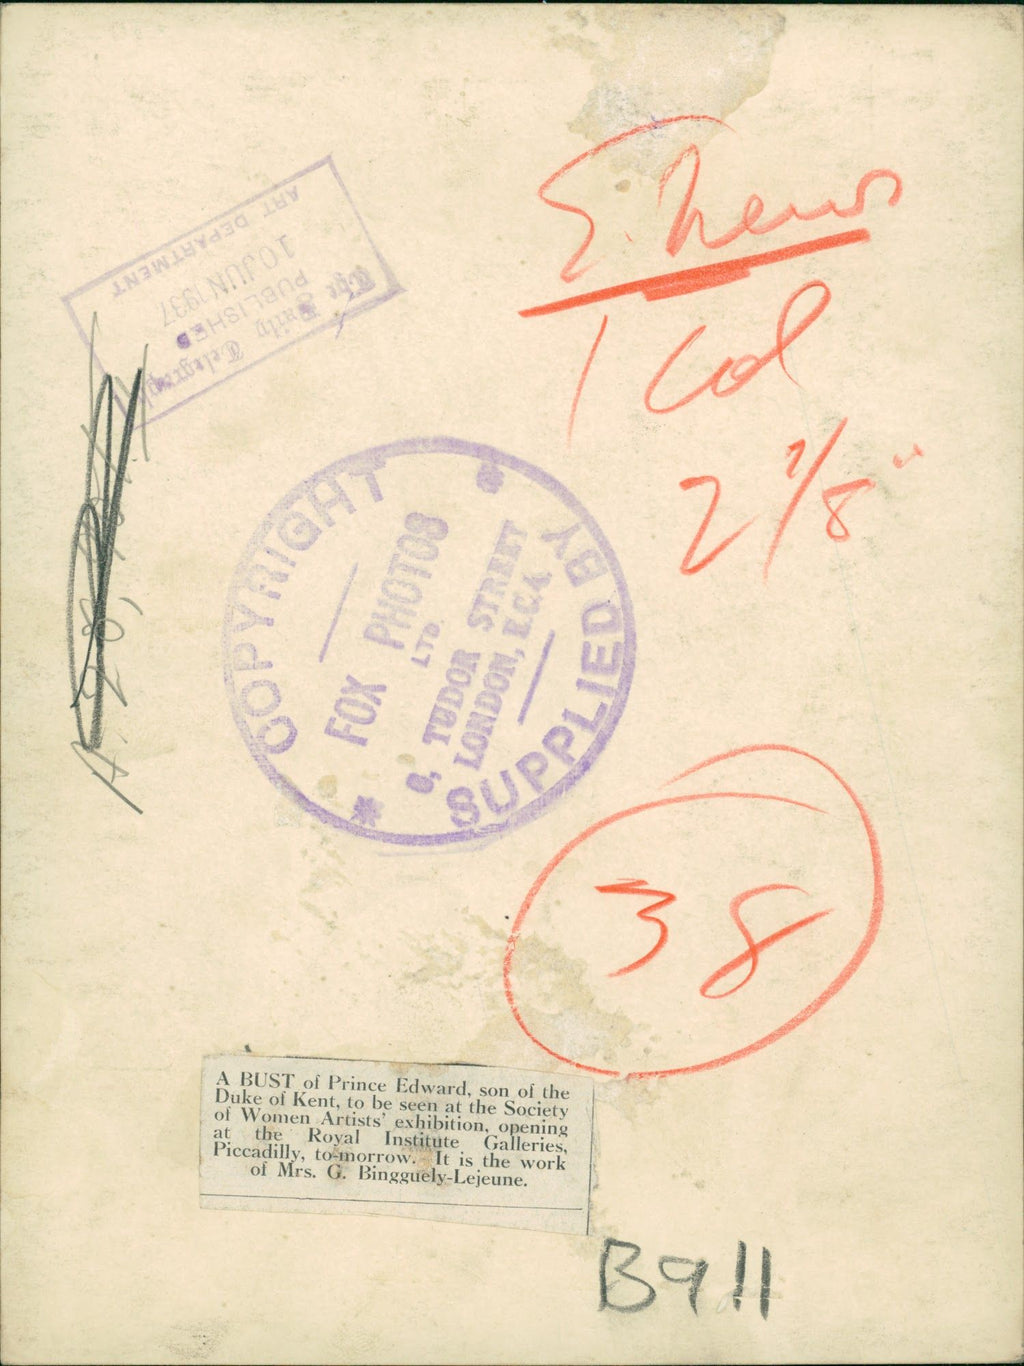 E. News
1 Col
2 7/8"
The Daily Telegraph
PUBLISHED
10 JUN 1937
ART DEPARTMENT
COPYRIGHT
FOX PHOTOS
LTD.
6, TUDOR STREET
LONDON, E.C.4
SUPPLIED BY
38
A BUST of Prince Edward, son of the
Duke of Kent, to be seen at the Society
of Women Artists' exhibition, opening
at the Royal Institute Galleries,
Piccadilly, to-morrow. It is the work
of Mrs. G. Bingguely-Lejeune.
B911